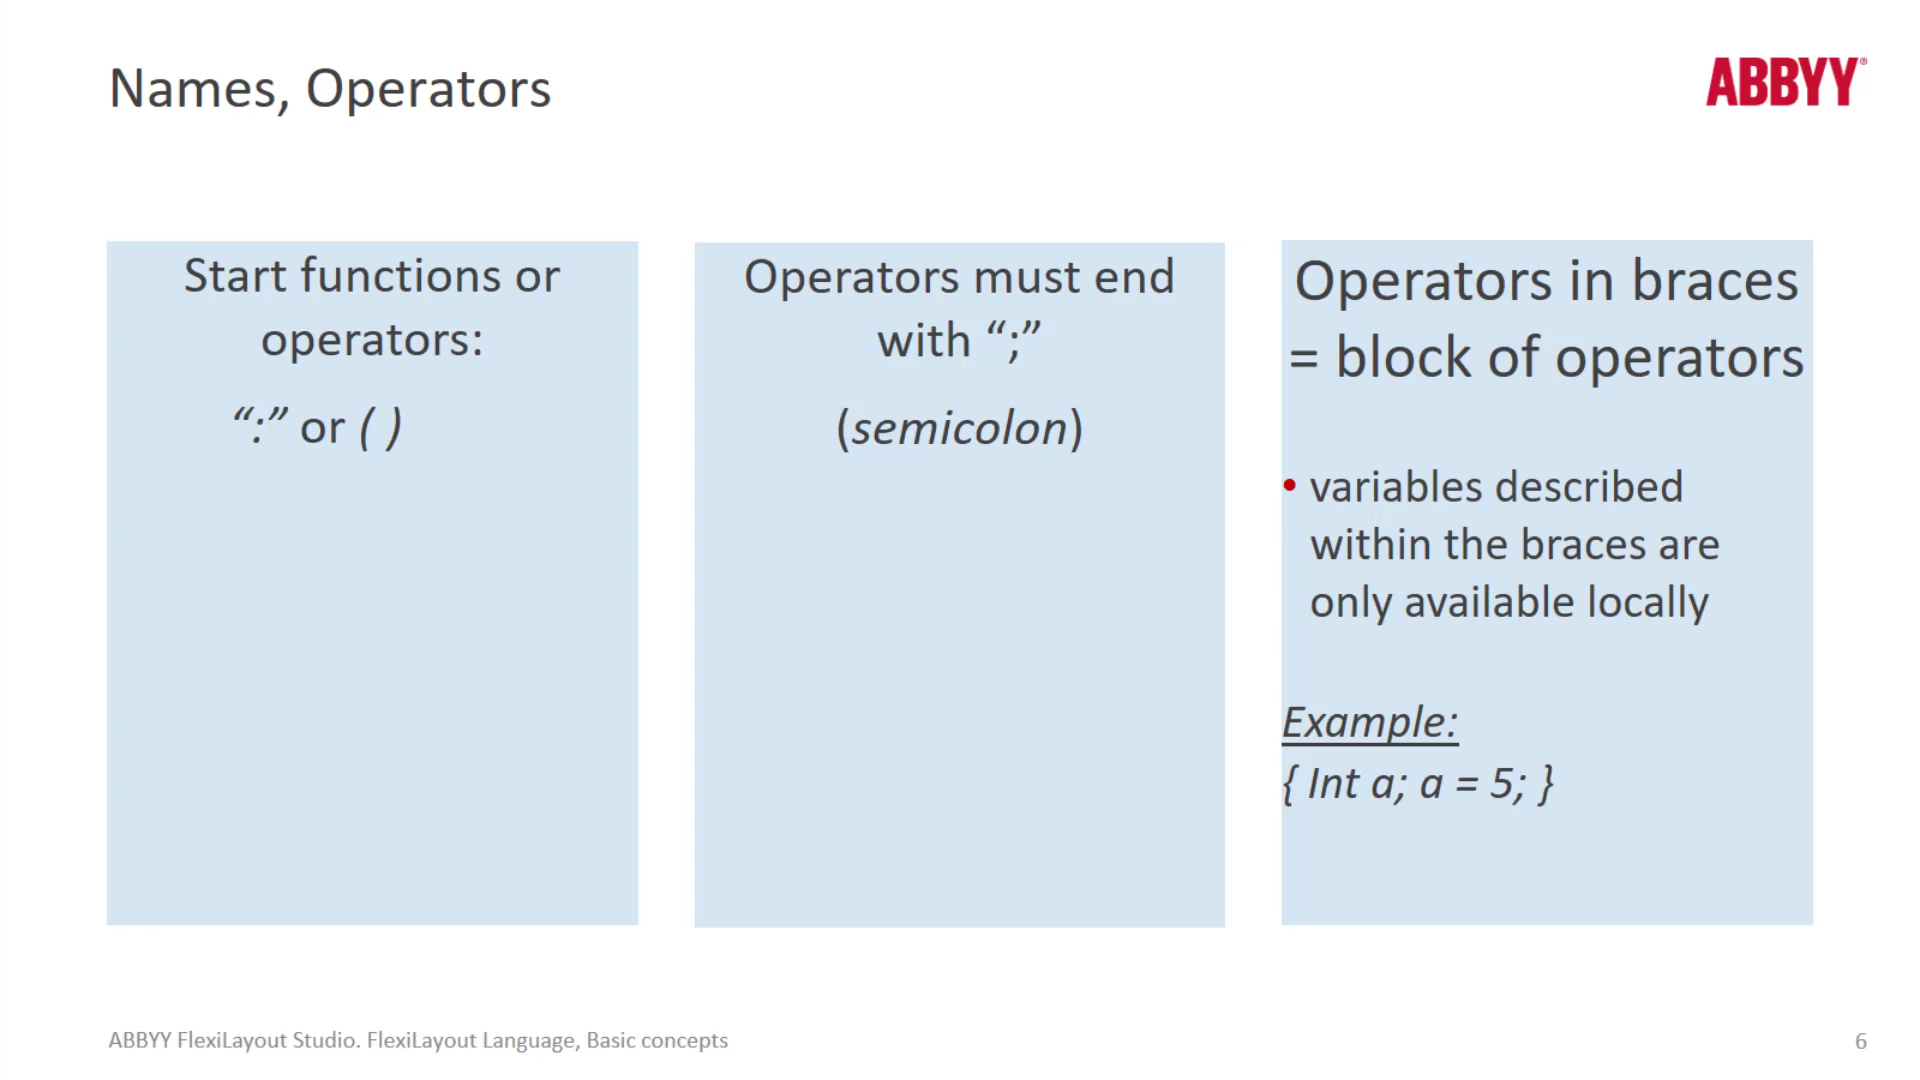 Names, Operators
ABBYY®
Start functions or
operators:
“:” or ( )
Operators must end
with “;”
(semicolon)
Operators in braces
= block of operators
• variables described
within the braces are
only available locally
Example:
{ Int a; a = 5; }
ABBYY FlexiLayout Studio. FlexiLayout Language, Basic concepts
6